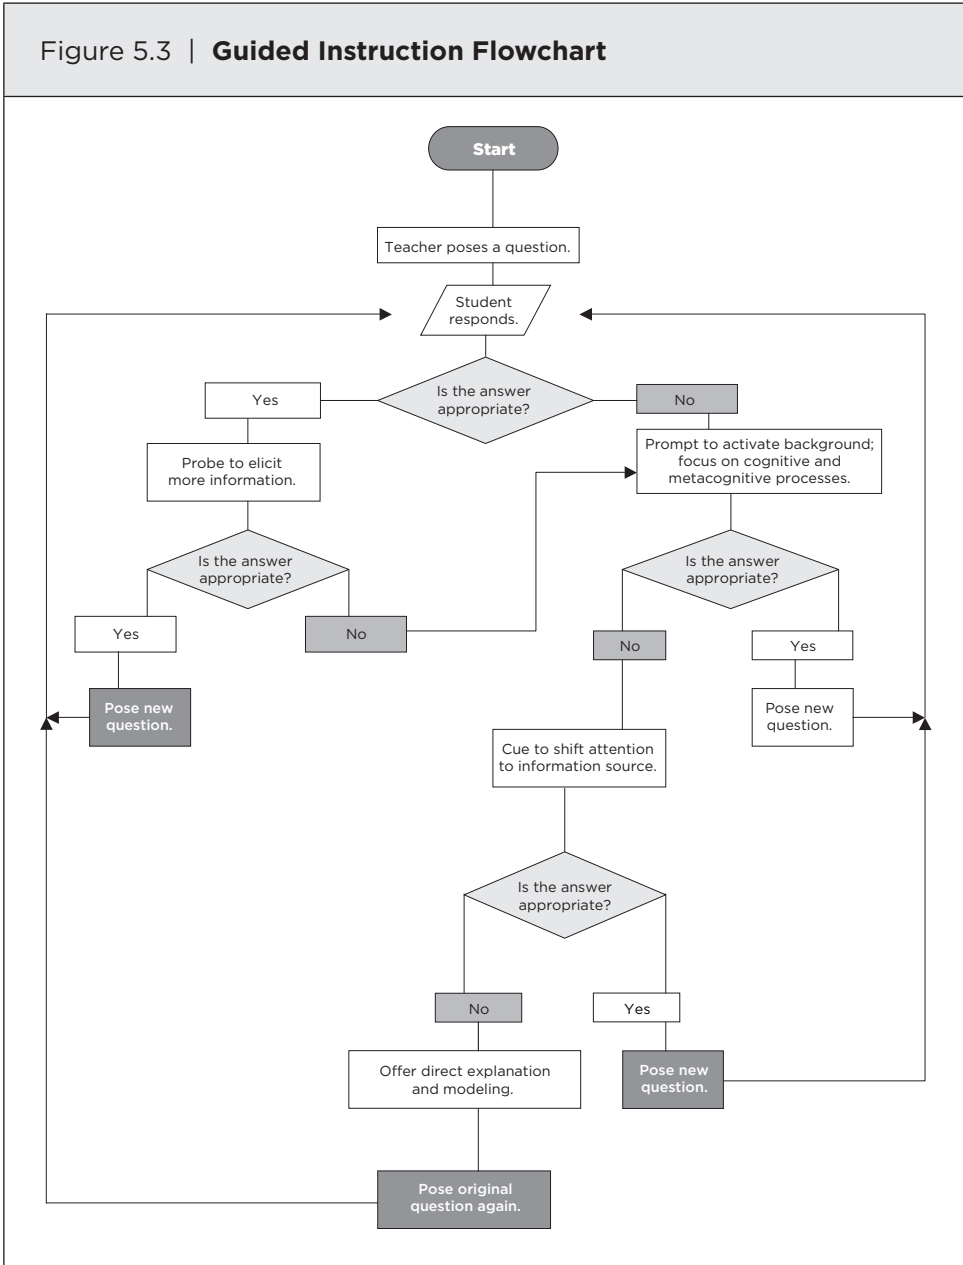 Figure 5.3 | Guided Instruction Flowchart
Start
Teacher poses a question.
Student
responds.
Is the answer
appropriate?
Yes
No
Probe to elicit
more information.
Prompt to activate background;
focus on cognitive and
metacognitive processes.
Is the answer
appropriate?
Is the answer
appropriate?
Yes
No
No
Yes
Pose new
question.
Pose new
question.
Cue to shift attention
to information source.
Is the answer
appropriate?
No
Yes
Offer direct explanation
and modeling.
Pose new
question.
Pose original
question again.